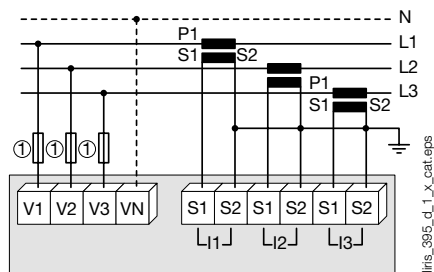 N
P1 L1
S1 S2
L2
P1
L3
S1 S2
① ① ①
V1 V2 V3 VN S1 S2 S1 S2 S1 S2
I1 I2 I3
iris_395_d_1_x_cat.eps